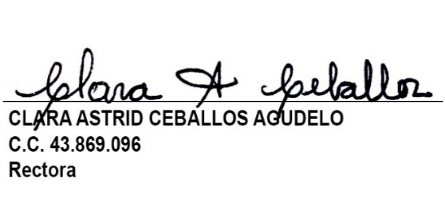 Clara A Ceballos
CLARA ASTRID CEBALLOS AGUDELO
C.C. 43.869.096
Rectora